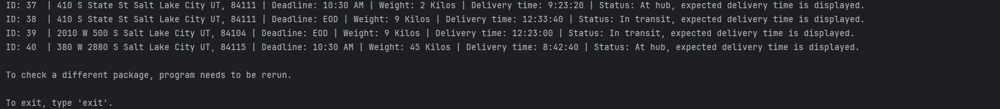 ID: 37  | 410 S State St Salt Lake City UT, 84111 | Deadline: 10:30 AM | Weight: 2 Kilos | Delivery time: 9:23:20 | Status: At hub, expected delivery time is displayed.
ID: 38  | 410 S State St Salt Lake City UT, 84111 | Deadline: EOD | Weight: 9 Kilos | Delivery time: 12:33:40 | Status: In transit, expected delivery time is displayed.
ID: 39  | 2010 W 500 S Salt Lake City UT, 84104 | Deadline: EOD | Weight: 9 Kilos | Delivery time: 12:23:00 | Status: In transit, expected delivery time is displayed.
ID: 40  | 380 W 2880 S Salt Lake City UT, 84115 | Deadline: 10:30 AM | Weight: 45 Kilos | Delivery time: 8:42:40 | Status: At hub, expected delivery time is displayed.
To check a different package, program needs to be rerun.
To exit, type 'exit'.